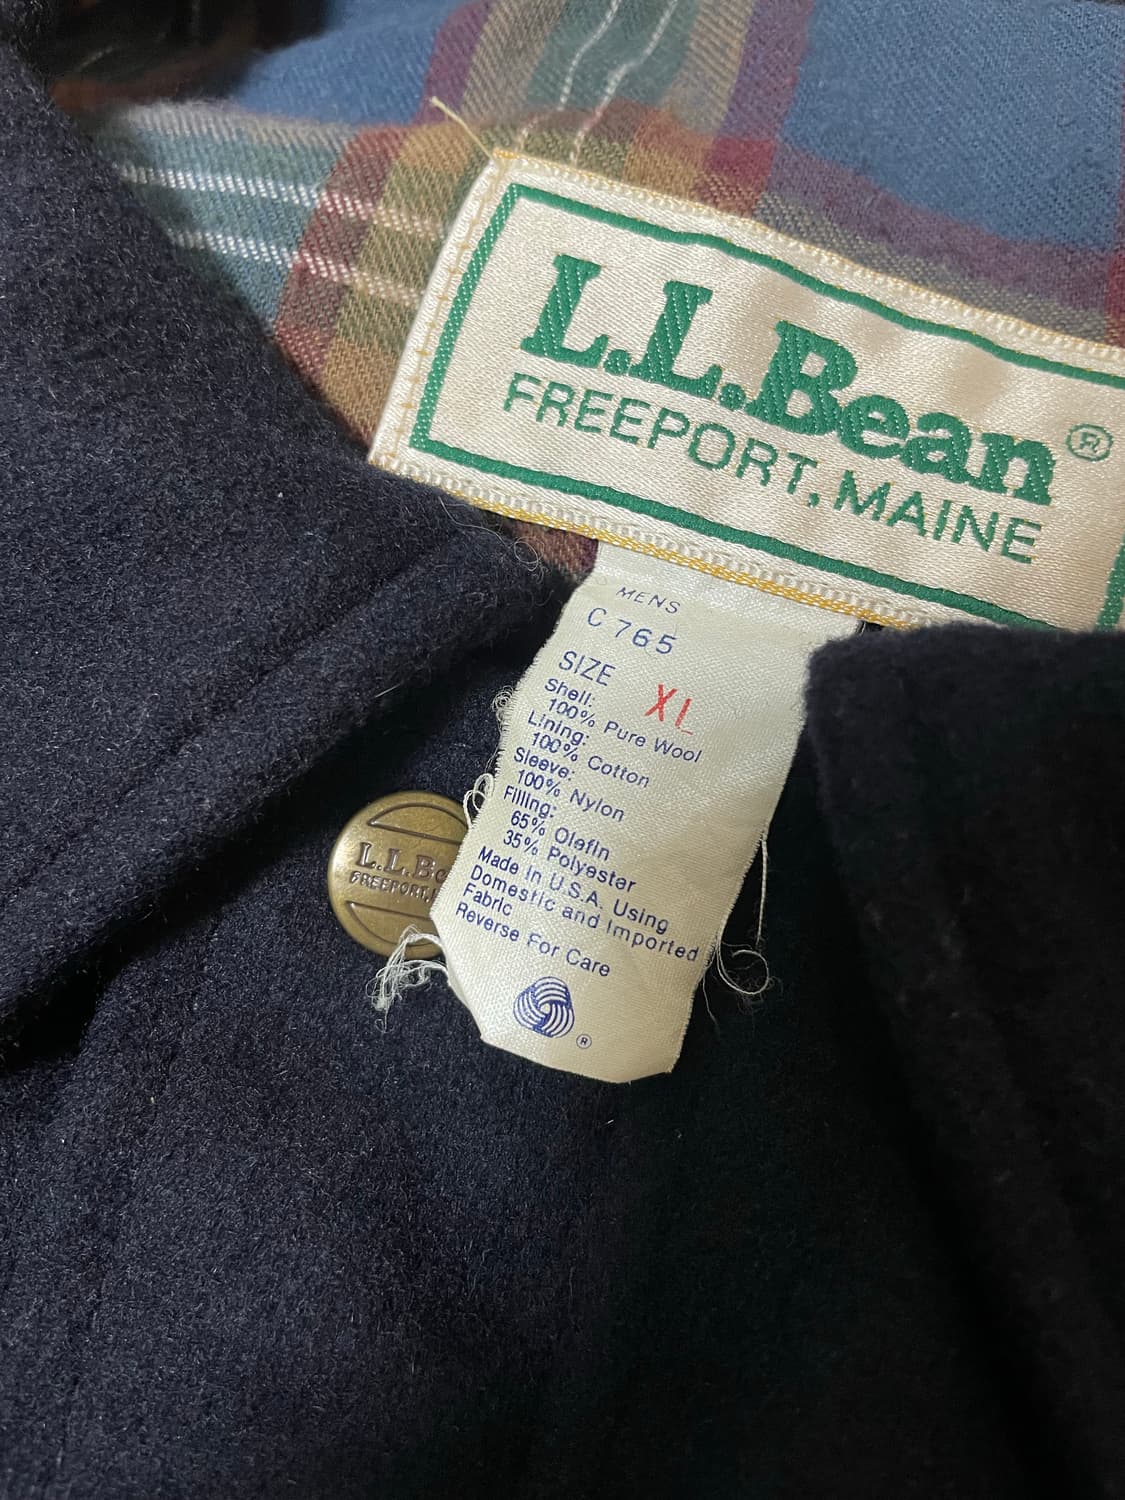 L.L.Bean®
FREEPORT, MAINE
MENS
C 765
SIZE XL
Shell:
100% Pure Wool
Lining:
100% Cotton
Sleeve:
100% Nylon
Filling:
65% Olefin
35% Polyester
Made in U.S.A. Using
Domestic and Imported
Fabric
Reverse For Care
®
L.L.Be
FREEPORT,